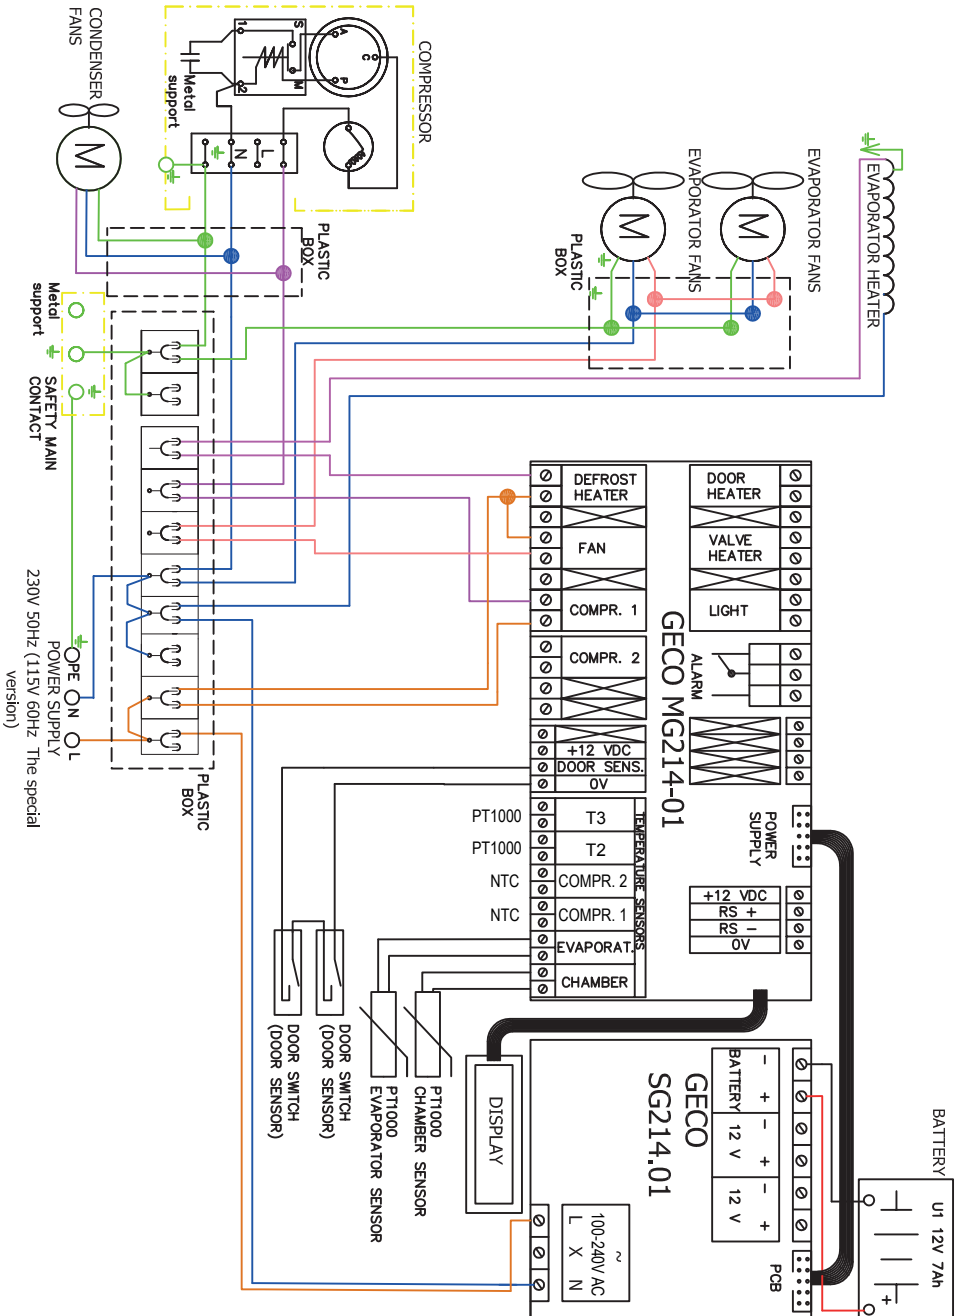 CONDENSER
FANS
COMPRESSOR
A
C
P
S
M
1
2
Metal
support
N
L
M
PLASTIC
BOX
EVAPORATOR FANS
EVAPORATOR FANS
EVAPORATOR HEATER
M
M
PLASTIC
BOX
Metal
support
SAFETY MAIN
CONTACT
PE
N
L
POWER SUPPLY
230V 50Hz (115V 60Hz The special
version)
PLASTIC
BOX
DEFROST
HEATER
FAN
COMPR. 1
COMPR. 2
+12 VDC
DOOR SENS.
0V
T3
T2
COMPR. 2
COMPR. 1
EVAPORAT.
CHAMBER
TEMPERATURE SENSORS
PT1000
PT1000
NTC
NTC
GECO MG214-01
DOOR
HEATER
VALVE
HEATER
LIGHT
ALARM
POWER
SUPPLY
+12 VDC
RS +
RS -
0V
DOOR SWITCH
(DOOR SENSOR)
DOOR SWITCH
(DOOR SENSOR)
PT1000
EVAPORATOR SENSOR
PT1000
CHAMBER SENSOR
DISPLAY
GECO
SG214.01
- + - + - +
BATTERY 12 V 12 V
~
100-240V AC
L X N
PCB
BATTERY
U1 12V 7Ah
+